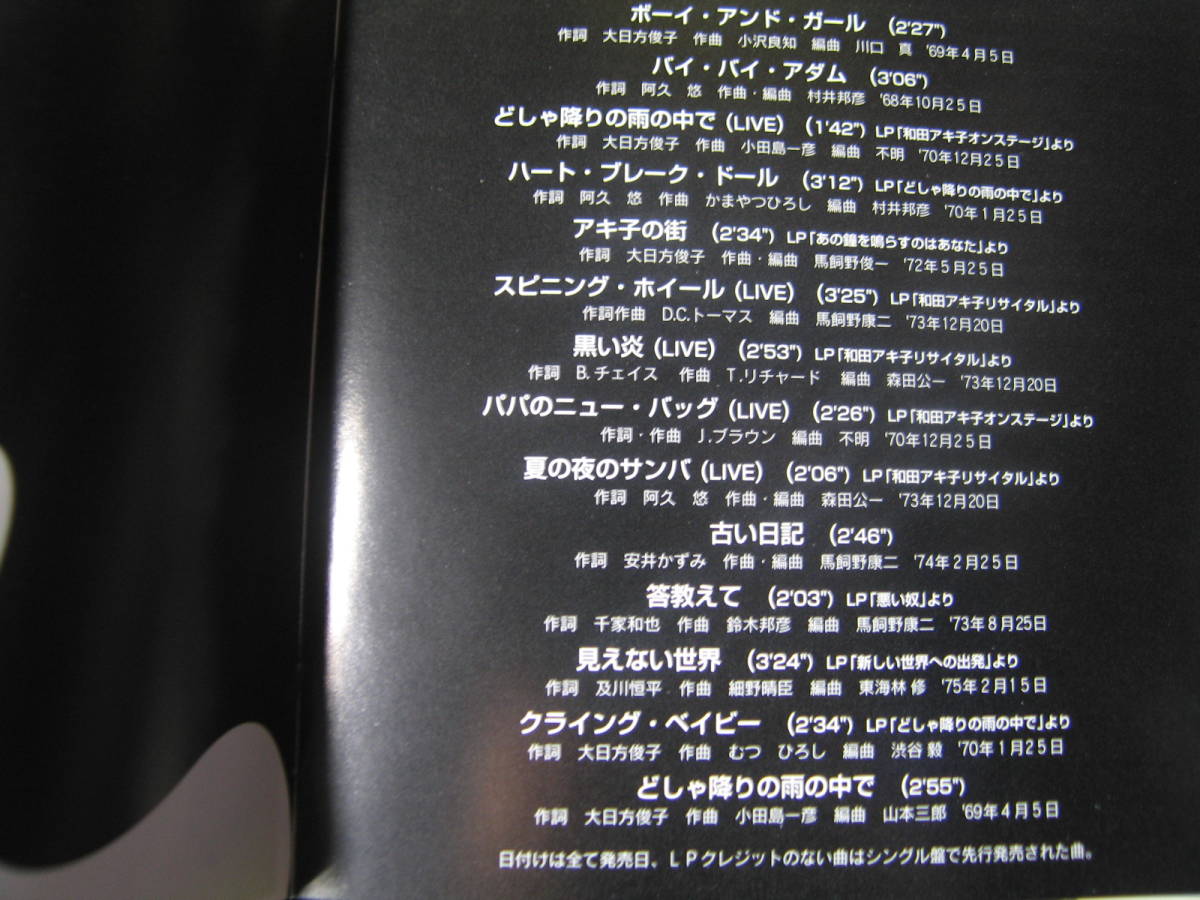 ボーイ・アンド・ガール (2'27")
作詞 大日方俊子 作曲 小沢良知 編曲 川口 真 '69年4月5日
バイ・バイ・アダム (3'06")
作詞 阿久 悠 作曲・編曲 村井邦彦 '68年10月25日
どしゃ降りの雨の中で (LIVE) (1'42") LP「和田アキ子オンステージ」より
作詞 大日方俊子 作曲 小田島一彦 編曲 不明 '70年12月25日
ハート・ブレーク・ドール (3'12") LP「どしゃ降りの雨の中で」より
作詞 阿久 悠 作曲 かまやつひろし 編曲 村井邦彦 '70年1月25日
アキ子の街 (2'34") LP「あの鐘を鳴らすのはあなた」より
作詞 大日方俊子 作曲・編曲 馬飼野俊一 '72年5月25日
スピニング・ホイール (LIVE) (3'25") LP「和田アキ子リサイタル」より
作詞作曲 D.C.トーマス 編曲 馬飼野康二 '73年12月20日
黒い炎 (LIVE) (2'53") LP「和田アキ子リサイタル」より
作詞 B.チェイス 作曲 T.リチャード 編曲 森田公一 '73年12月20日
パパのニュー・バッグ (LIVE) (2'26") LP「和田アキ子オンステージ」より
作詞・作曲 J.ブラウン 編曲 不明 '70年12月25日
夏の夜のサンバ (LIVE) (2'06") LP「和田アキ子リサイタル」より
作詞 阿久 悠 作曲・編曲 森田公一 '73年12月20日
古い日記 (2'46")
作詞 安井かずみ 作曲・編曲 馬飼野康二 '74年2月25日
答教えて (2'03") LP「悪い奴」より
作詞 千家和也 作曲 鈴木邦彦 編曲 馬飼野康二 '73年8月25日
見えない世界 (3'24") LP「新しい世界への出発」より
作詞 及川恒平 作曲 細野晴臣 編曲 東海林 修 '75年2月15日
クライング・ベイビー (2'34") LP「どしゃ降りの雨の中で」より
作詞 大日方俊子 作曲 むつ ひろし 編曲 渋谷 毅 '70年1月25日
どしゃ降りの雨の中で (2'55")
作詞 大日方俊子 作曲 小田島一彦 編曲 山本三郎 '69年4月5日
日付けは全て発売日、LPクレジットのない曲はシングル盤で先行発売された曲。